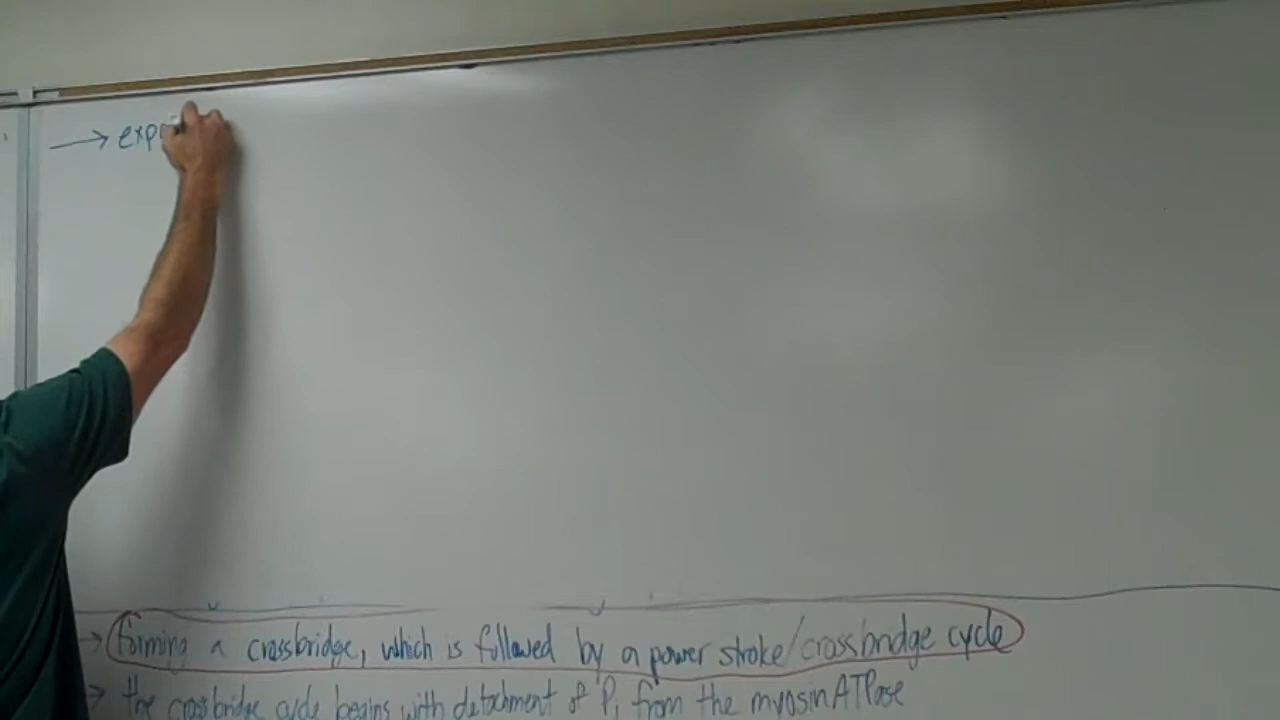 → exp
→ forming a crossbridge, which is followed by a power stroke/crossbridge cycle
→ the crossbridge cycle begins with detachment of Pi from the myosin ATPase